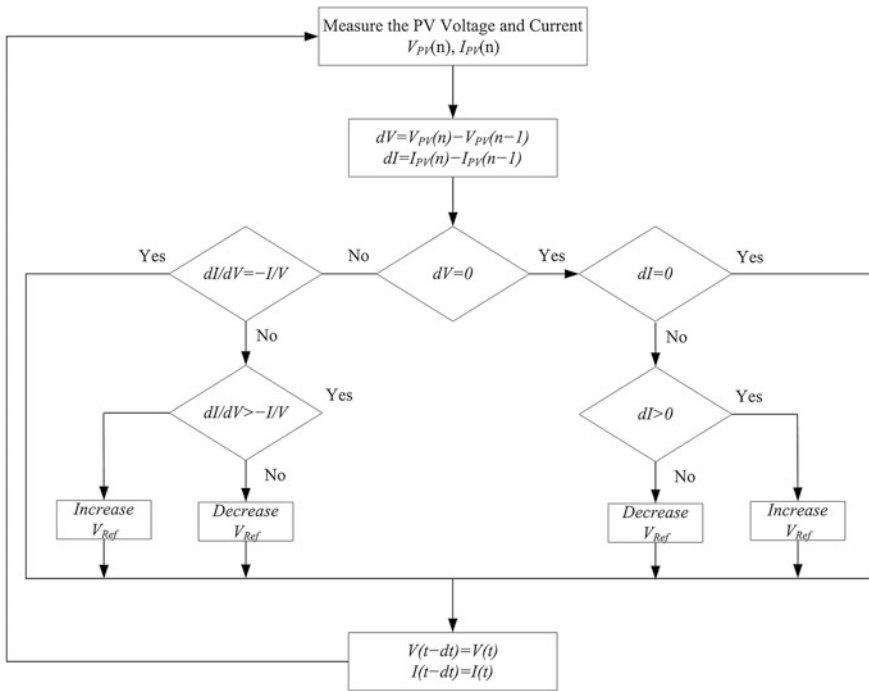 Measure the PV Voltage and Current
V_PV(n), I_PV(n)
dV=V_PV(n)−V_PV(n−1)
dI=I_PV(n)−I_PV(n−1)
Yes
dI/dV=−I/V
No
dV=0
Yes
dI=0
Yes
No
No
dI/dV>−I/V
Yes
dI>0
Yes
No
No
Increase
V_Ref
Decrease
V_Ref
Decrease
V_Ref
Increase
V_Ref
V(t−dt)=V(t)
I(t−dt)=I(t)